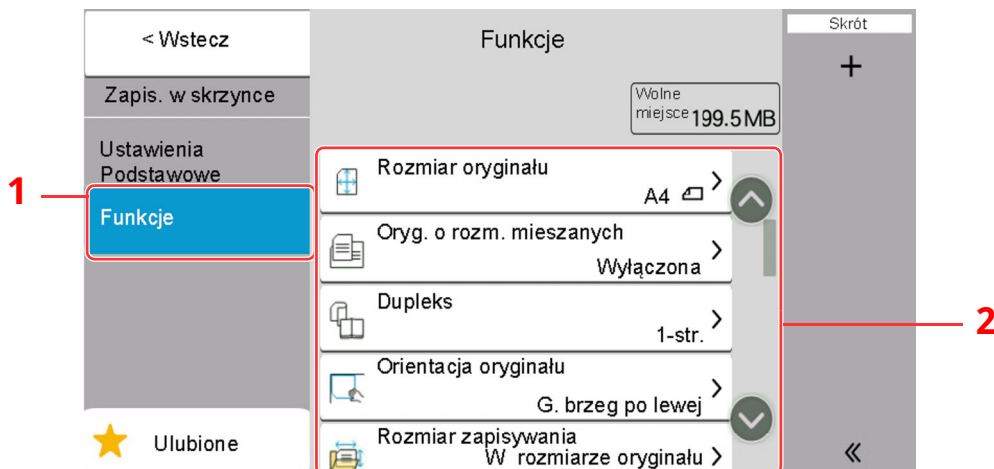 < Wstecz
Funkcje
Skrót
+
Zapis. w skrzynce
Wolne
miejsce 199.5 MB
Ustawienia
Podstawowe
1
Funkcje
Rozmiar oryginału
A4
Oryg. o rozm. mieszanych
Wyłączona
Dupleks
1-str.
2
Orientacja oryginału
G. brzeg po lewej
Rozmiar zapisywania
W rozmiarze oryginału
Ulubione